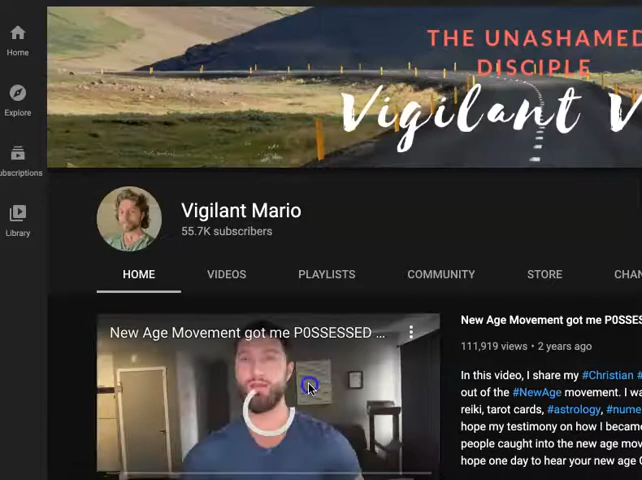 THE UNASHAMED
DISCIPLE
Vigilant V
Home
Explore
ubscriptions
Library
Vigilant Mario
55.7K subscribers
HOME VIDEOS PLAYLISTS COMMUNITY STORE CHAN
New Age Movement got me P0SSESSED ...
New Age Movement got me P0SSES
111,919 views • 2 years ago
In this video, I share my #Christian #
out of the #NewAge movement. I wa
reiki, tarot cards, #astrology, #nume
hope my testimony on how I became
people caught into the new age mov
hope one day to hear your new age